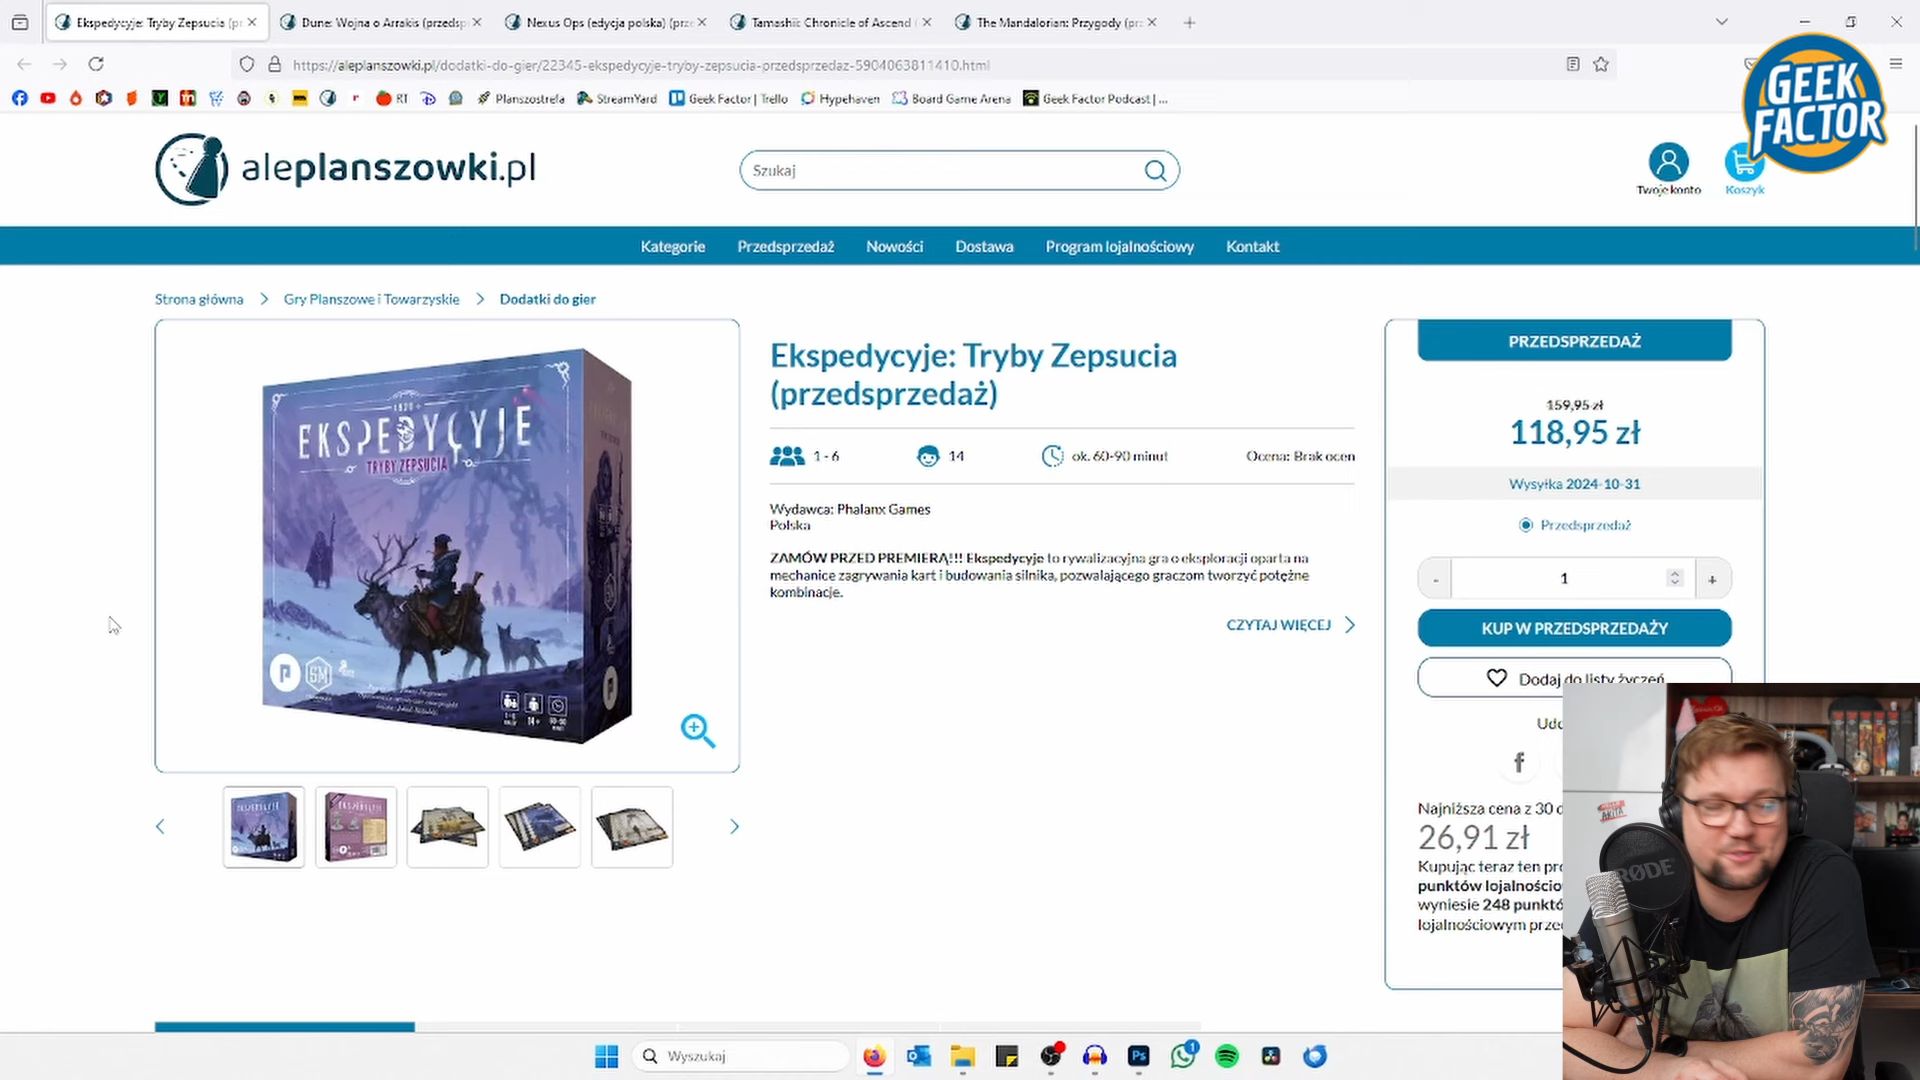 Ekspedycyje: Tryby Zepsucia (pr
Dune: Wojna o Arrakis (przedsp
Nexus Ops (edycja polska) (prz
Tamashii: Chronicle of Ascend
The Mandalorian: Przygody (pr
https://aleplanszowki.pl/dodatki-do-gier/22345-ekspedycyje-tryby-zepsucia-przedsprzedaz-5904063811410.html
RT
Planszostrefa
StreamYard
Geek Factor | Trello
Hypehaven
Board Game Arena
Geek Factor Podcast | ...
GEEK
FACTOR
aleplanszowki.pl
Szukaj
Twoje konto
Koszyk
Kategorie
Przedsprzedaż
Nowości
Dostawa
Program lojalnościowy
Kontakt
Strona główna
Gry Planszowe i Towarzyskie
Dodatki do gier
EKSPEDYCYJE
TRYBY ZEPSUCIA
Ekspedycyje: Tryby Zepsucia
(przedsprzedaż)
1 - 6
14
ok. 60-90 minut
Ocena: Brak ocen
Wydawca: Phalanx Games
Polska
ZAMÓW PRZED PREMIERĄ!!! Ekspedycyje to rywalizacyjna gra o eksploracji oparta na
mechanice zagrywania kart i budowania silnika, pozwalającego graczom tworzyć potężne
kombinacje.
CZYTAJ WIĘCEJ
PRZEDSPRZEDAŻ
159,95 zł
118,95 zł
Wysyłka 2024-10-31
Przedsprzedaż
-
1
+
KUP W PRZEDSPRZEDAŻY
Dodaj do listy życzeń
Najniższa cena z 30 d
26,91 zł
Kupując teraz ten pro
punktów lojalnościo
wyniesie 248 punktó
lojalnościowym prze
RØDE
Wyszukaj
Ps
1